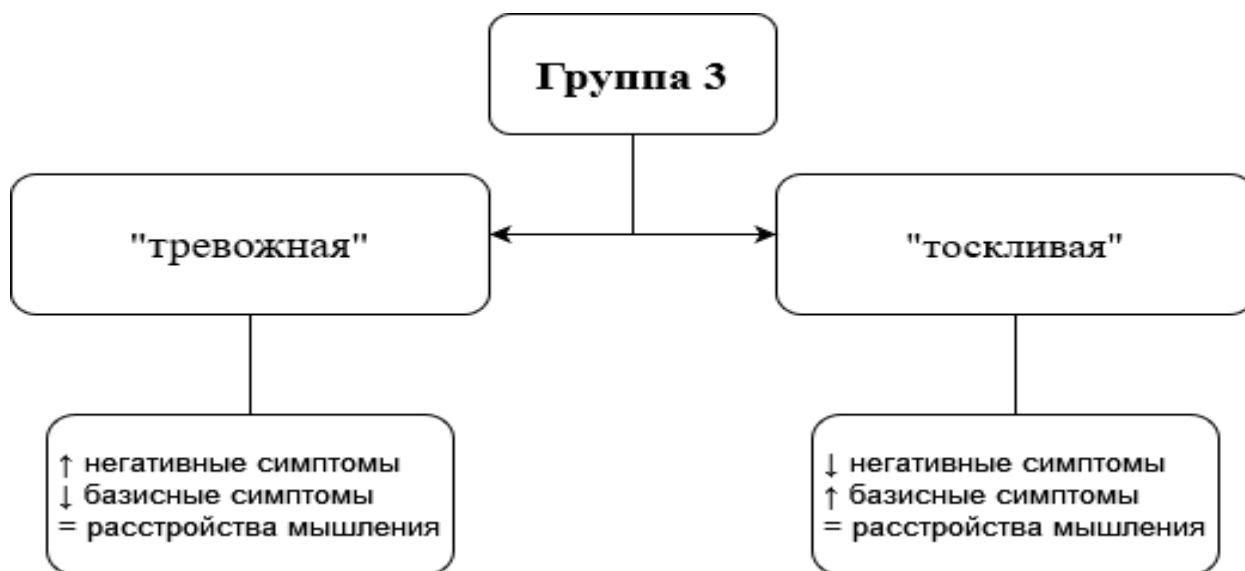 Группа 3
"тревожная"
"тоскливая"
↑ негативные симптомы
↓ базисные симптомы
= расстройства мышления
↓ негативные симптомы
↑ базисные симптомы
= расстройства мышления